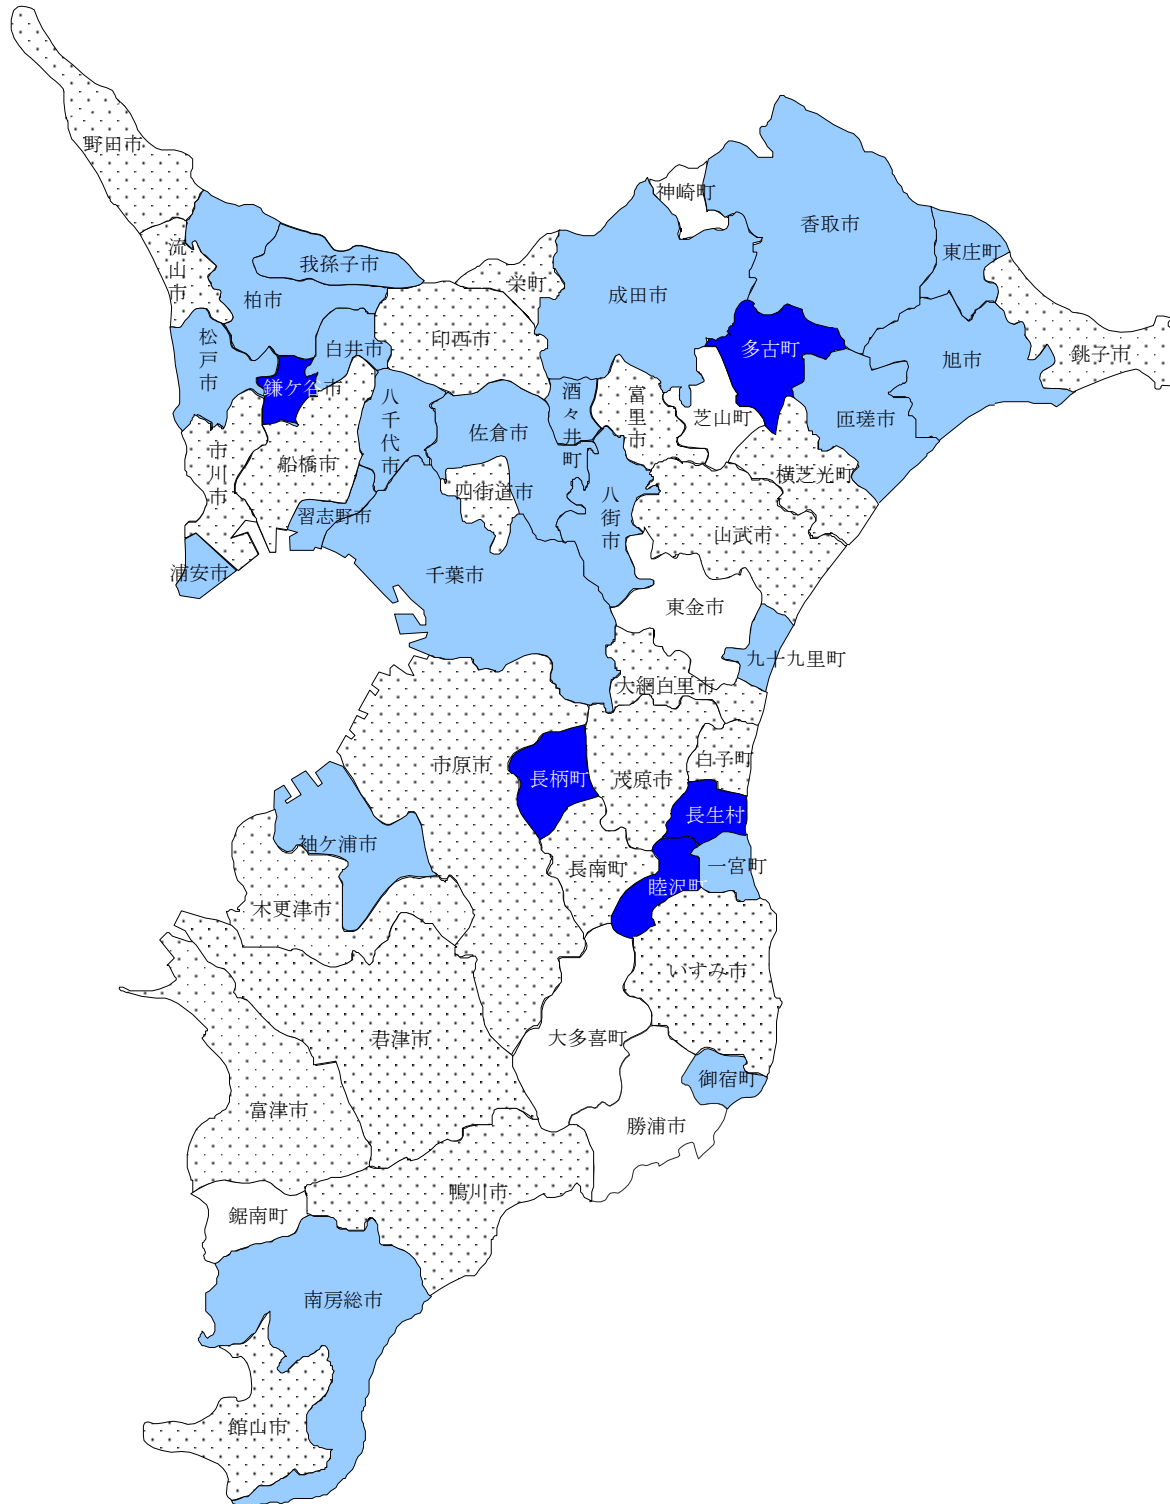 野田市
流山市
神崎町
香取市
東庄町
我孫子市
栄町
成田市
柏市
松戸市
白井市
印西市
多古町
旭市
銚子市
鎌ケ谷市
八千代市
酒々井町
富里市
芝山町
匝瑳市
佐倉市
市川市
船橋市
四街道市
横芝光町
習志野市
八街市
山武市
浦安市
千葉市
東金市
九十九里町
大網白里市
市原市
長柄町
茂原市
白子町
長生村
袖ケ浦市
長南町
一宮町
睦沢町
木更津市
いすみ市
君津市
大多喜町
御宿町
富津市
勝浦市
鴨川市
鋸南町
南房総市
館山市